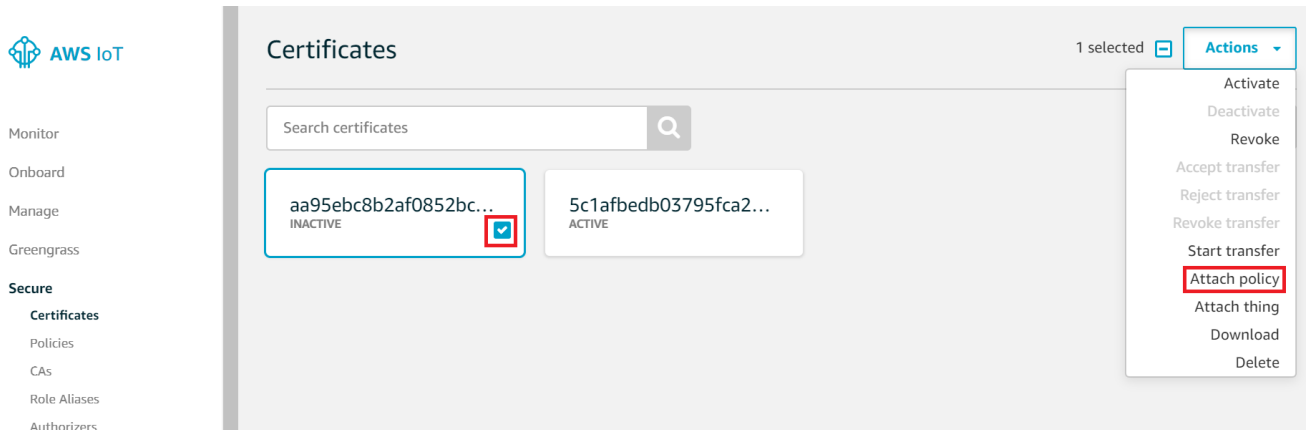 AWS IoT
Monitor
Onboard
Manage
Greengrass
Secure
Certificates
Policies
CAs
Role Aliases
Authorizers
Certificates
1 selected
Actions
Search certificates
aa95ebc8b2af0852bc...
INACTIVE
5c1afbedb03795fca2...
ACTIVE
Activate
Deactivate
Revoke
Accept transfer
Reject transfer
Revoke transfer
Start transfer
Attach policy
Attach thing
Download
Delete